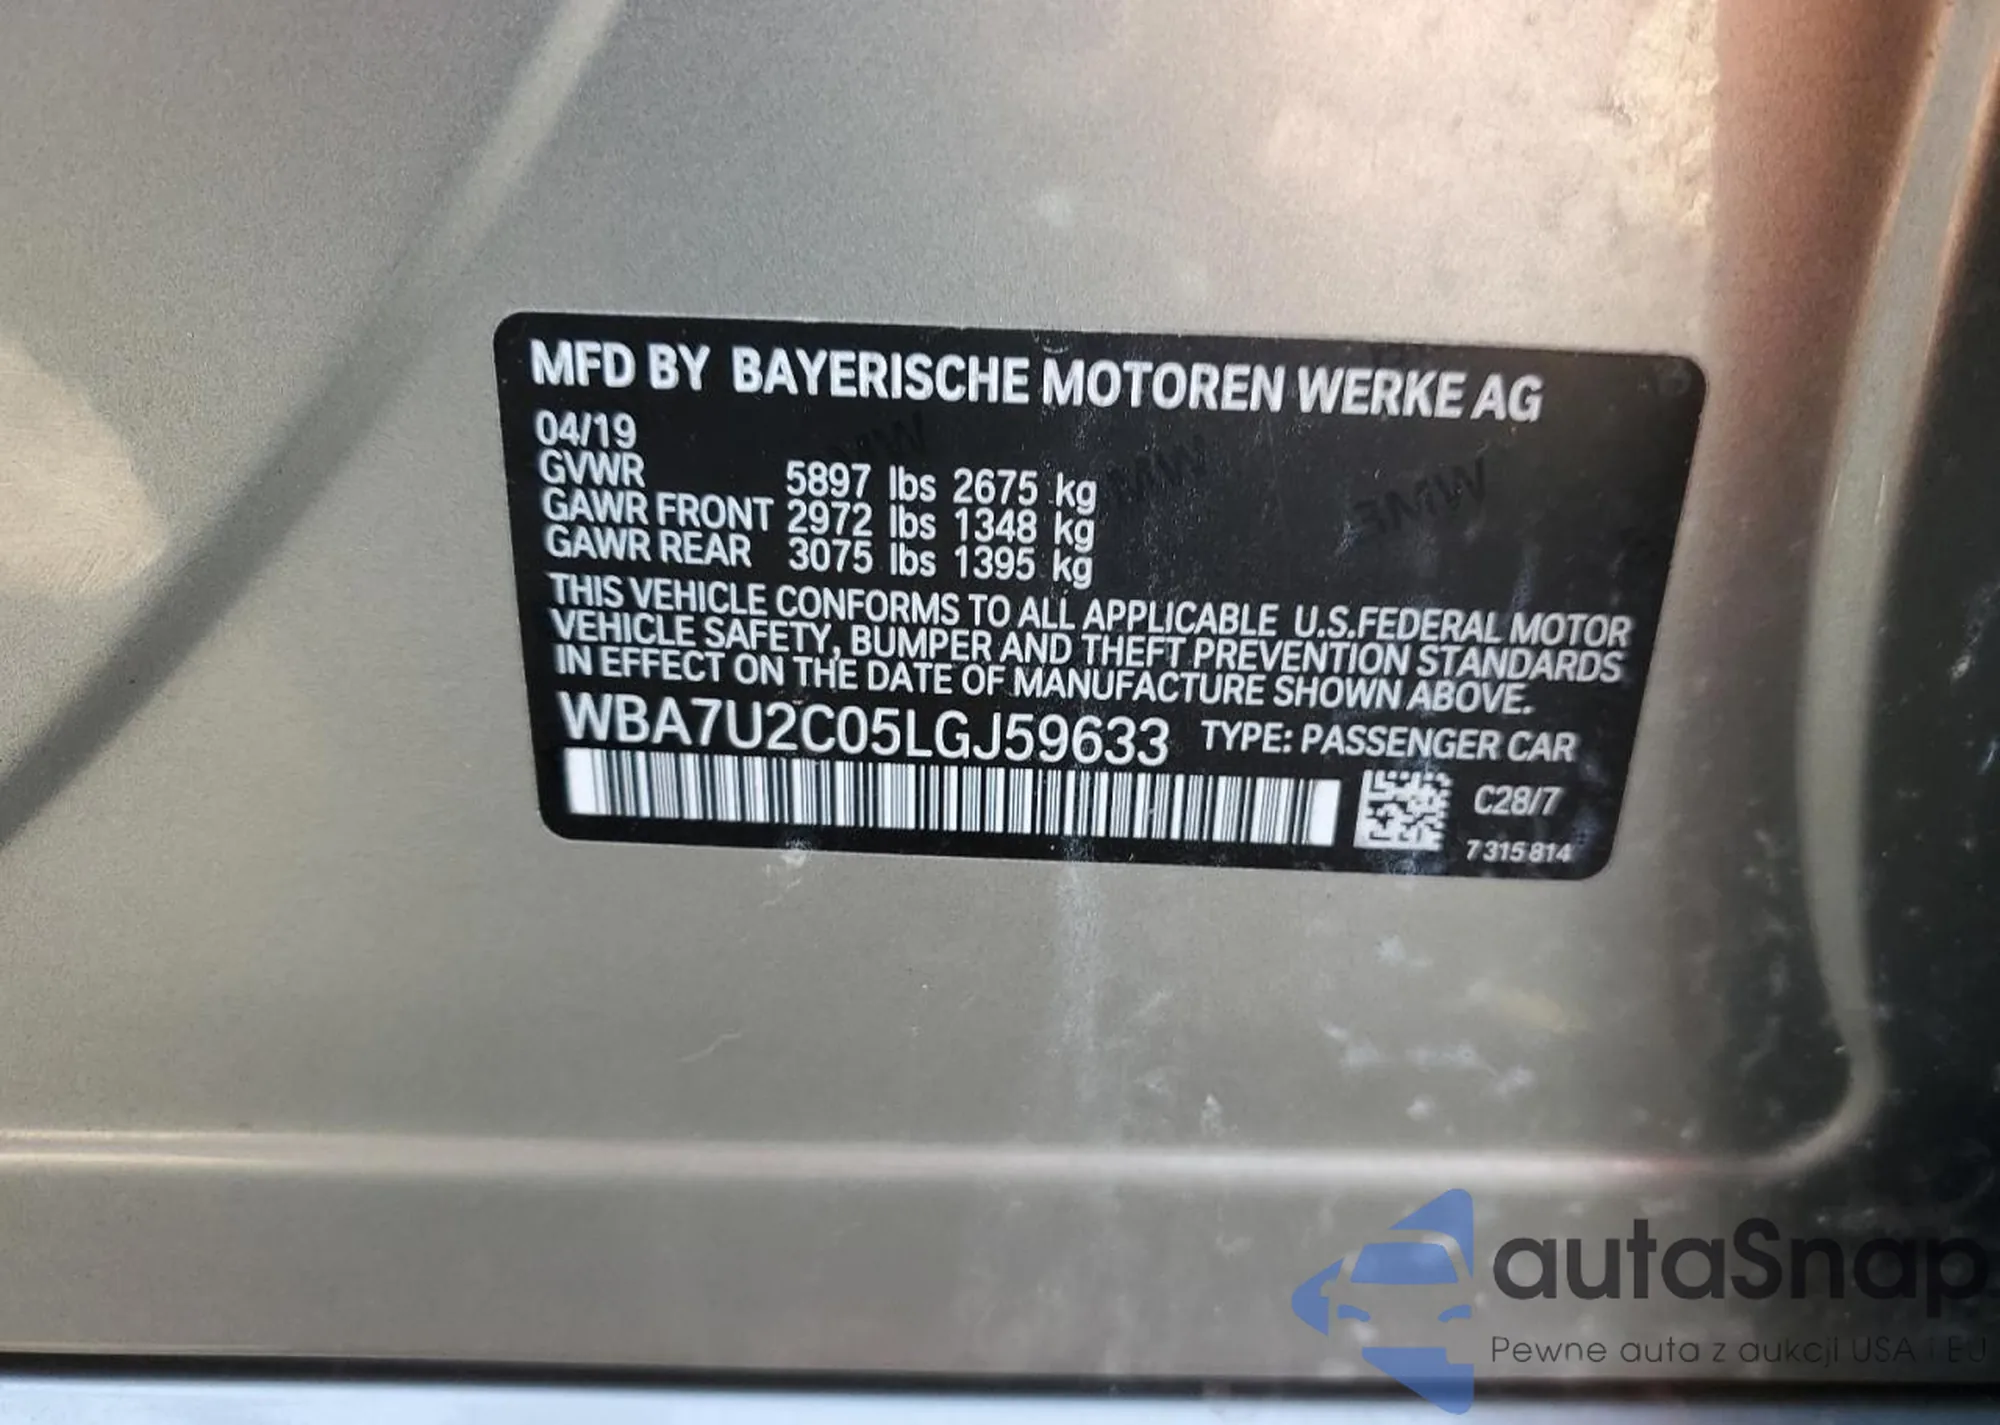 MFD BY BAYERISCHE MOTOREN WERKE AG
04/19
GVWR 5897 lbs 2675 kg
GAWR FRONT 2972 lbs 1348 kg
GAWR REAR 3075 lbs 1395 kg
THIS VEHICLE CONFORMS TO ALL APPLICABLE U.S.FEDERAL MOTOR
VEHICLE SAFETY, BUMPER AND THEFT PREVENTION STANDARDS
IN EFFECT ON THE DATE OF MANUFACTURE SHOWN ABOVE.
WBA7U2C05LGJ59633 TYPE: PASSENGER CAR
C28/7
7 315 814
autaSnap
Pewne auta z aukcji USA i EU